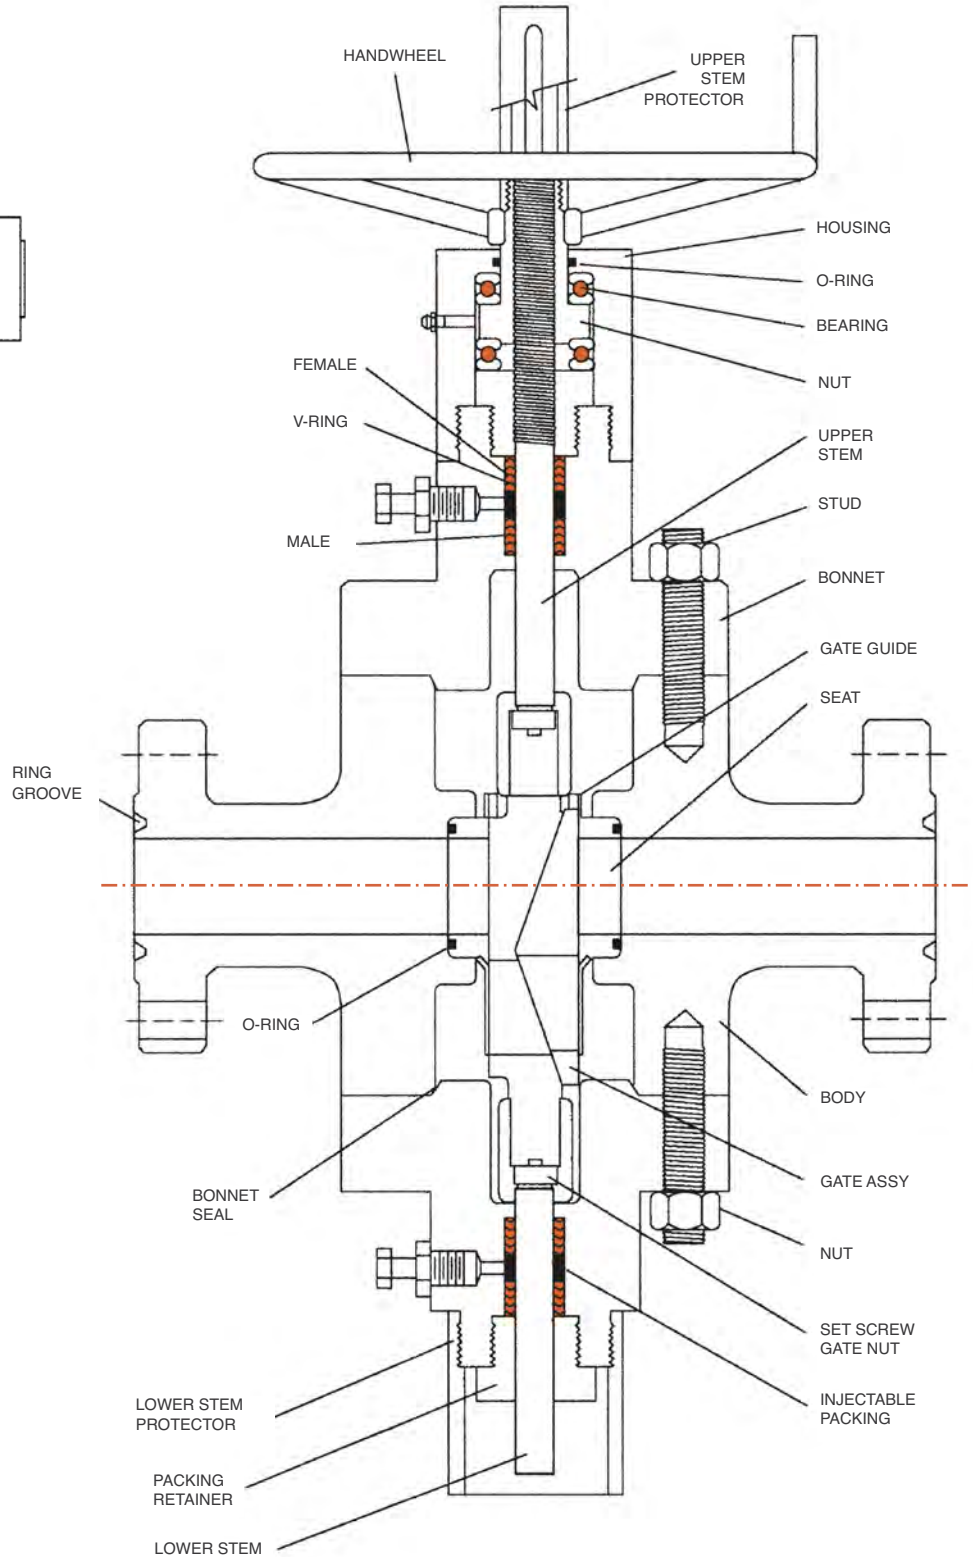 HANDWHEEL
UPPER
STEM
PROTECTOR
HOUSING
O-RING
BEARING
FEMALE
NUT
V-RING
UPPER
STEM
STUD
MALE
BONNET
GATE GUIDE
SEAT
RING
GROOVE
O-RING
BODY
GATE ASSY
BONNET
SEAL
NUT
SET SCREW
GATE NUT
LOWER STEM
PROTECTOR
INJECTABLE
PACKING
PACKING
RETAINER
LOWER STEM